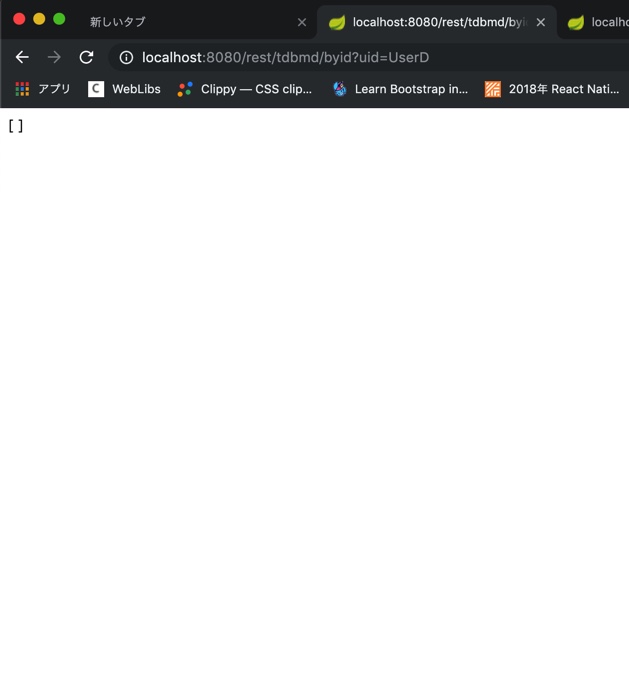 新しいタブ
localhost:8080/rest/tdbmd/byi
localho
localhost:8080/rest/tdbmd/byid?uid=UserD
アプリ
C WebLibs
Clippy — CSS clip...
Learn Bootstrap in...
2018年 React Nati...
[ ]